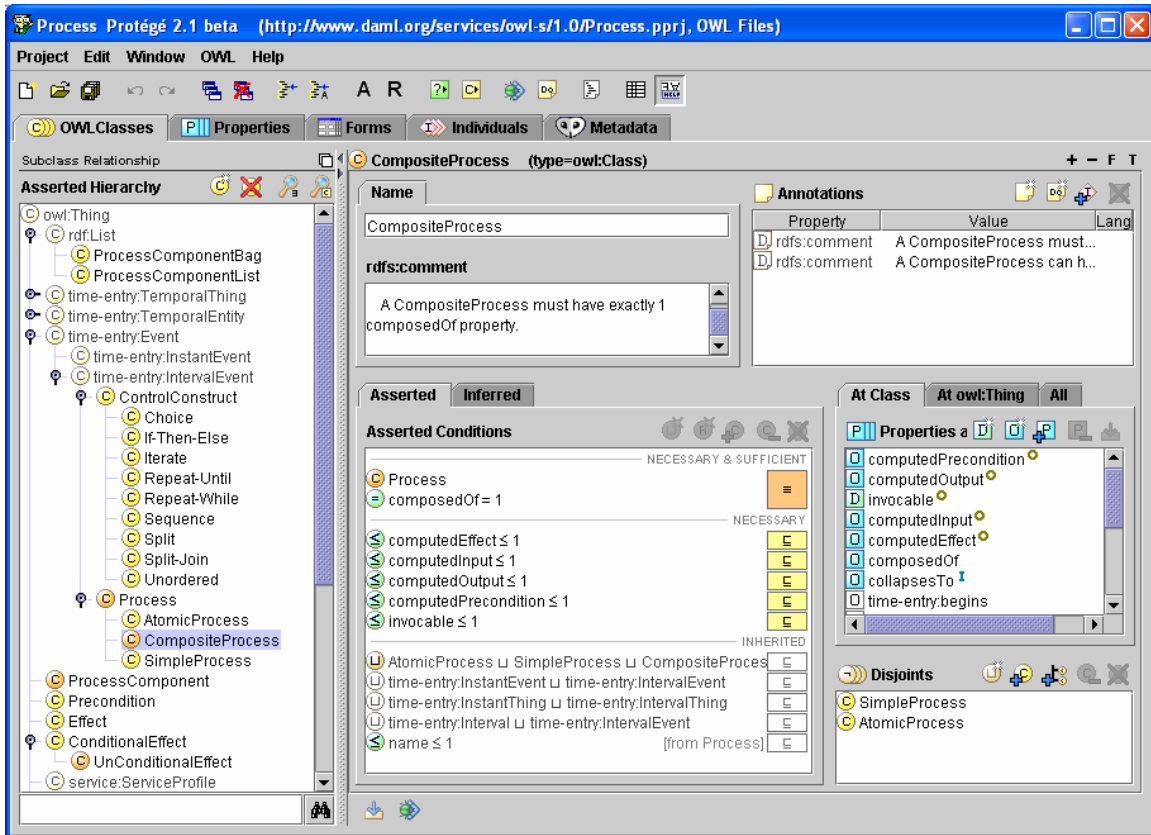 Process Protégé 2.1 beta (http://www.daml.org/services/owl-s/1.0/Process.pprj, OWL Files)
Project Edit Window OWL Help
OWLClasses Properties Forms Individuals Metadata
Subclass Relationship
Asserted Hierarchy
owl:Thing
rdf:List
ProcessComponentBag
ProcessComponentList
time-entry:TemporalThing
time-entry:TemporalEntity
time-entry:Event
time-entry:InstantEvent
time-entry:IntervalEvent
ControlConstruct
Choice
If-Then-Else
Iterate
Repeat-Until
Repeat-While
Sequence
Split
Split-Join
Unordered
Process
AtomicProcess
CompositeProcess
SimpleProcess
ProcessComponent
Precondition
Effect
ConditionalEffect
UnConditionalEffect
service:ServiceProfile
CompositeProcess (type=owl:Class)
+ − F T
Name
CompositeProcess
rdfs:comment
A CompositeProcess must have exactly 1
composedOf property.
Annotations
Property Value Lang
rdfs:comment A CompositeProcess must...
rdfs:comment A CompositeProcess can h...
Asserted Inferred
Asserted Conditions
NECESSARY & SUFFICIENT
Process
composedOf = 1
NECESSARY
computedEffect ≤ 1
computedInput ≤ 1
computedOutput ≤ 1
computedPrecondition ≤ 1
invocable ≤ 1
INHERITED
AtomicProcess ⊔ SimpleProcess ⊔ CompositeProces
time-entry:InstantEvent ⊔ time-entry:IntervalEvent
time-entry:InstantThing ⊔ time-entry:IntervalThing
time-entry:Interval ⊔ time-entry:IntervalEvent
name ≤ 1 [from Process]
At Class At owl:Thing All
Properties a
computedPrecondition
computedOutput
invocable
computedInput
computedEffect
composedOf
collapsesTo
time-entry:begins
Disjoints
SimpleProcess
AtomicProcess